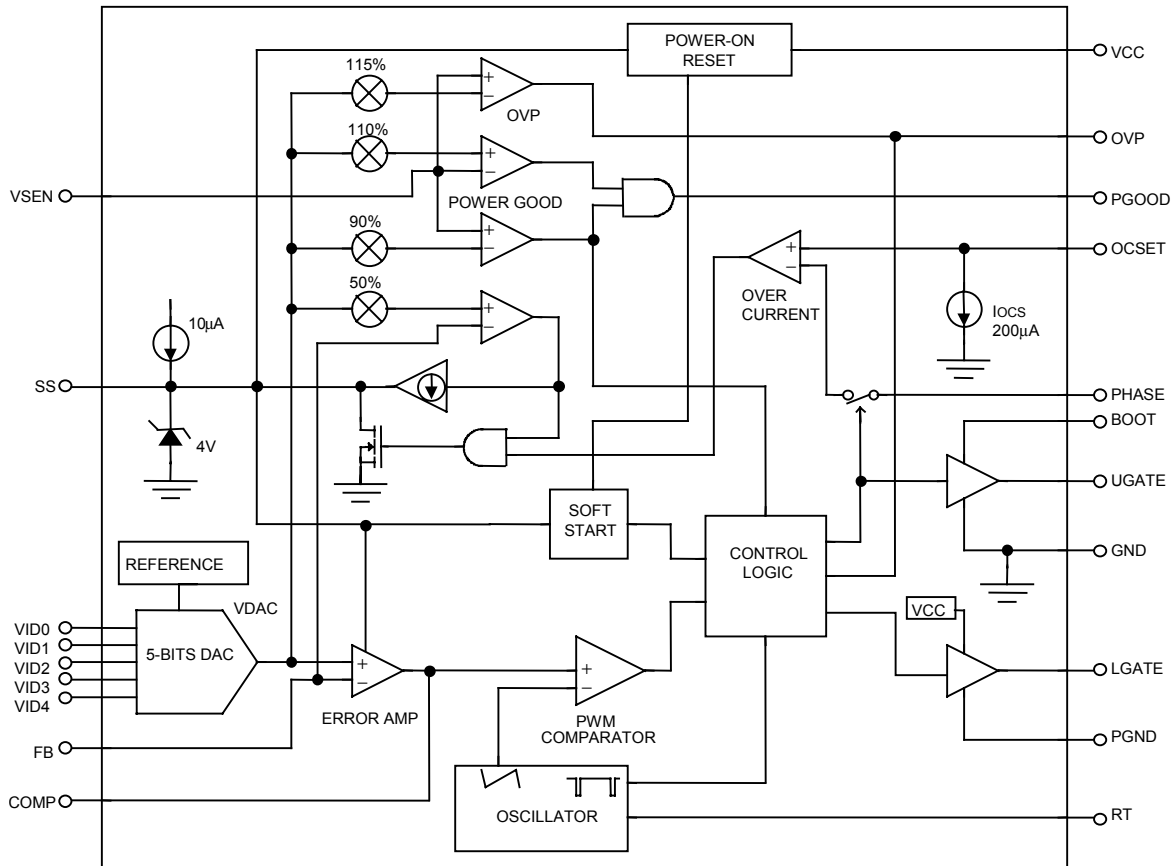 POWER-ON
RESET
VCC
115%
+
−
OVP
OVP
110%
+
−
POWER GOOD
VSEN
PGOOD
90%
+
−
+
−
OCSET
OVER
CURRENT
IOCS
200µA
50%
+
−
10µA
SS
PHASE
BOOT
4V
UGATE
SOFT
START
CONTROL
LOGIC
GND
REFERENCE
VDAC
VCC
VID0
VID1
VID2
VID3
VID4
5-BITS DAC
+
−
ERROR AMP
+
−
PWM
COMPARATOR
LGATE
FB
PGND
COMP
OSCILLATOR
RT